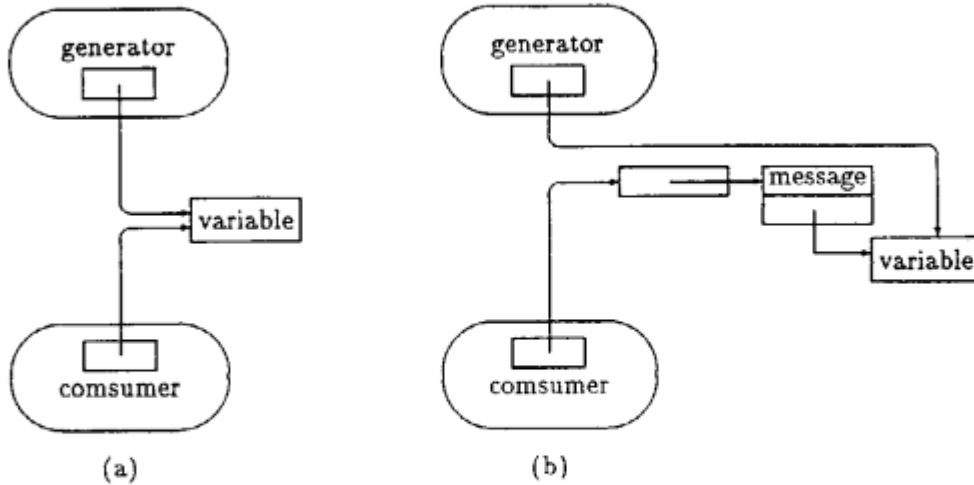 generator
variable
comsumer
(a)
generator
message
variable
comsumer
(b)